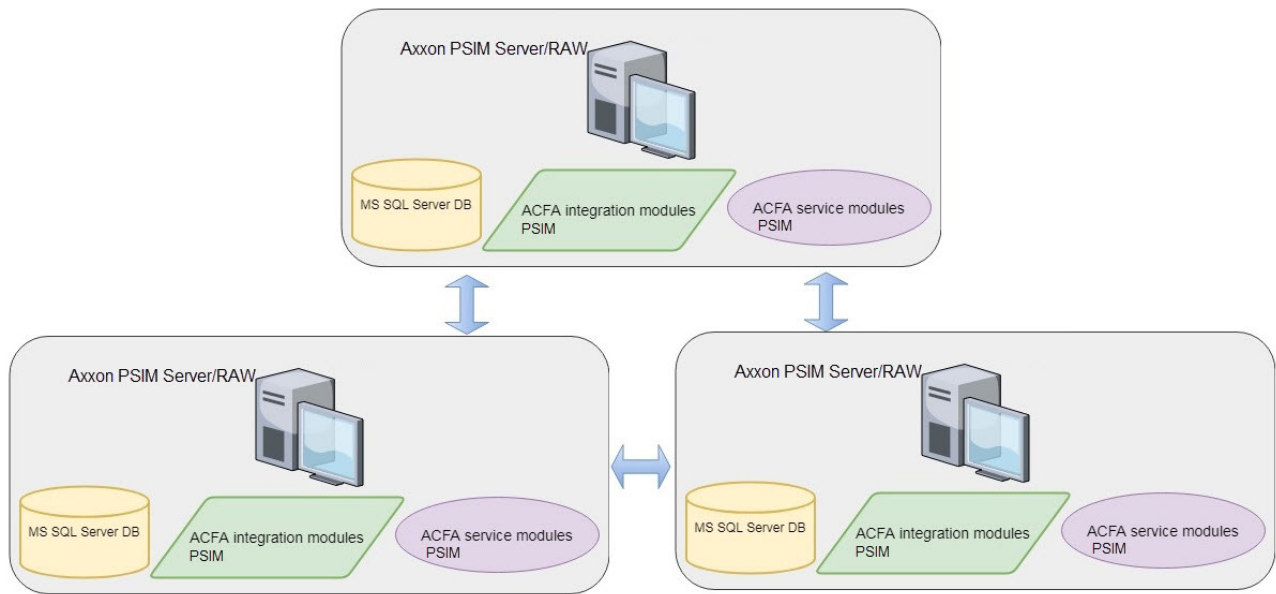 Axxon PSIM Server/RAW
MS SQL Server DB
ACFA integration modules
PSIM
ACFA service modules
PSIM
Axxon PSIM Server/RAW
MS SQL Server DB
ACFA integration modules
PSIM
ACFA service modules
PSIM
Axxon PSIM Server/RAW
MS SQL Server DB
ACFA integration modules
PSIM
ACFA service modules
PSIM